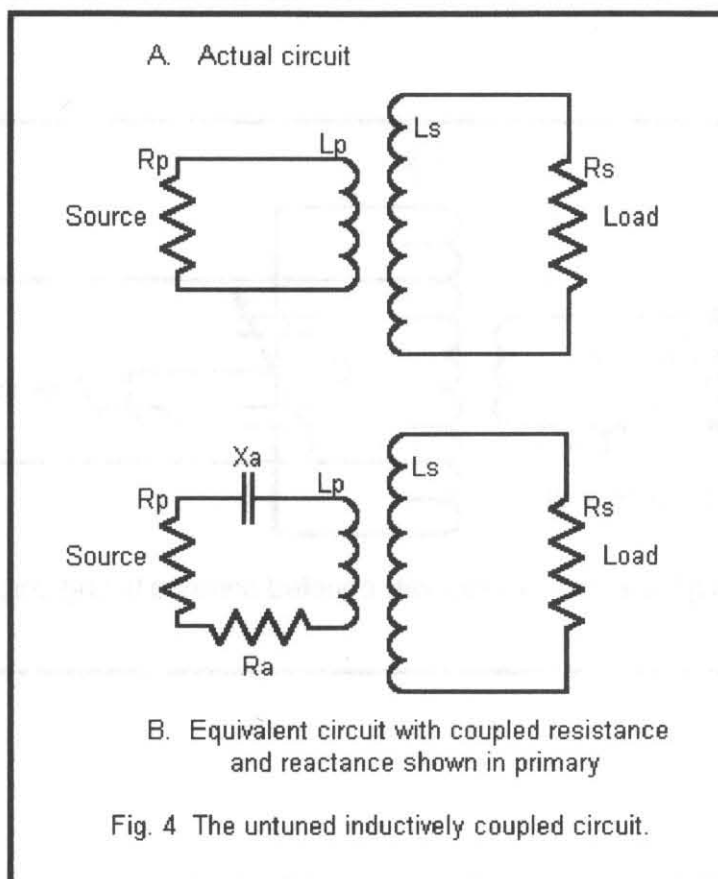 A. Actual circuit
Rp
Lp
Ls
Rs
Source
Load
Xa
Rp
Lp
Ls
Rs
Source
Load
Ra
B. Equivalent circuit with coupled resistance
and reactance shown in primary
Fig. 4 The untuned inductively coupled circuit.